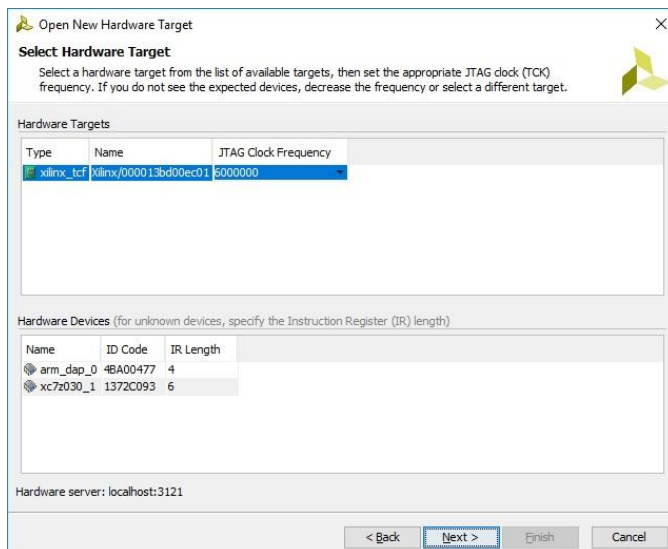 Open New Hardware Target
Select Hardware Target
Select a hardware target from the list of available targets, then set the appropriate JTAG clock (TCK)
frequency. If you do not see the expected devices, decrease the frequency or select a different target.
Hardware Targets
Type Name JTAG Clock Frequency
xilinx_tcf Xilinx/000013bd00ec01 6000000
Hardware Devices (for unknown devices, specify the Instruction Register (IR) length)
Name ID Code IR Length
arm_dap_0 4BA00477 4
xc7z030_1 1372C093 6
Hardware server: localhost:3121
< Back Next > Finish Cancel